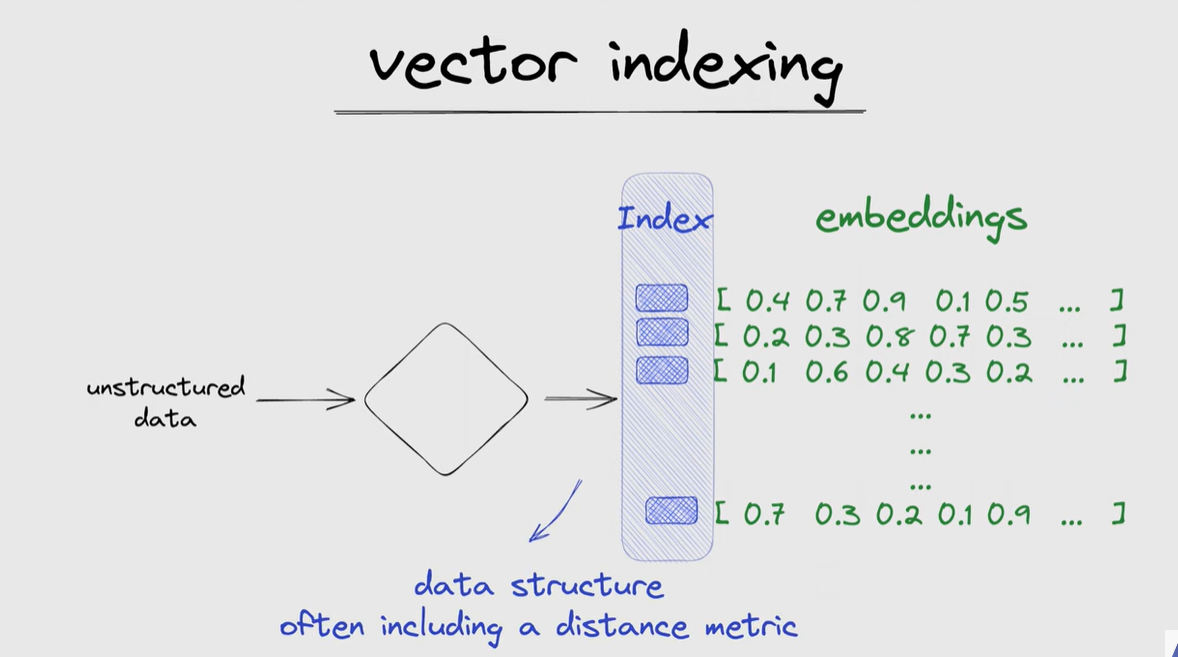 vector indexing
Index
embeddings
[ 0.4 0.7 0.9 0.1 0.5 ... ]
[ 0.2 0.3 0.8 0.7 0.3 ... ]
[ 0.1 0.6 0.4 0.3 0.2 ... ]
...
...
...
[ 0.7 0.3 0.2 0.1 0.9 ... ]
unstructured
data
data structure
often including a distance metric